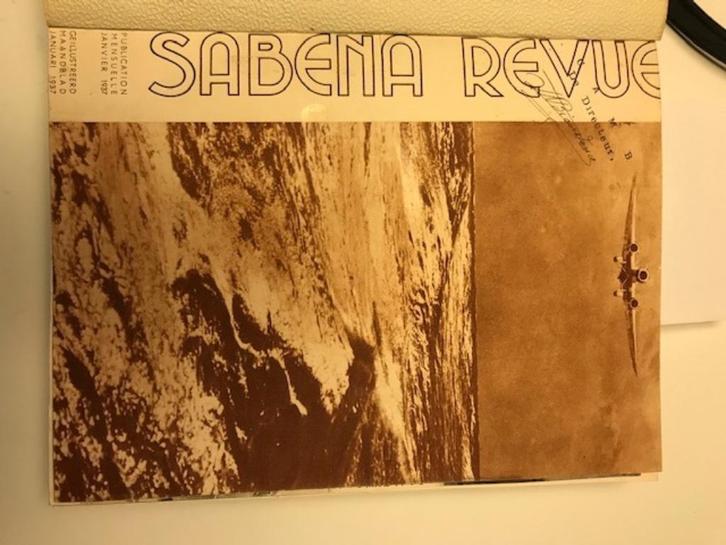 SABENA REVUE
PUBLICATION
MENSUELLE
JANVIER 1937
GEILLUSTREERD
MAANDBLAD
JANUARI 1937
Directeur,